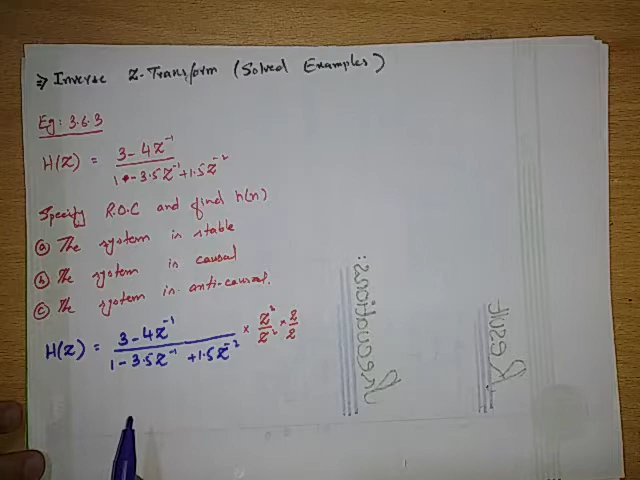 ⇒ Inverse Z-Transform (Solved Examples)
Eg: 3.6.3
H(z) = 3 - 4z⁻¹ / 1 - 3.5z⁻¹ + 1.5z⁻²
Specify R.O.C and find h(n)
ⓐ The system is stable
ⓑ The system is causal
ⓒ The system is anti-causal.
H(z) = 3 - 4z⁻¹ / 1 - 3.5z⁻¹ + 1.5z⁻² × z²/z² × 2/2